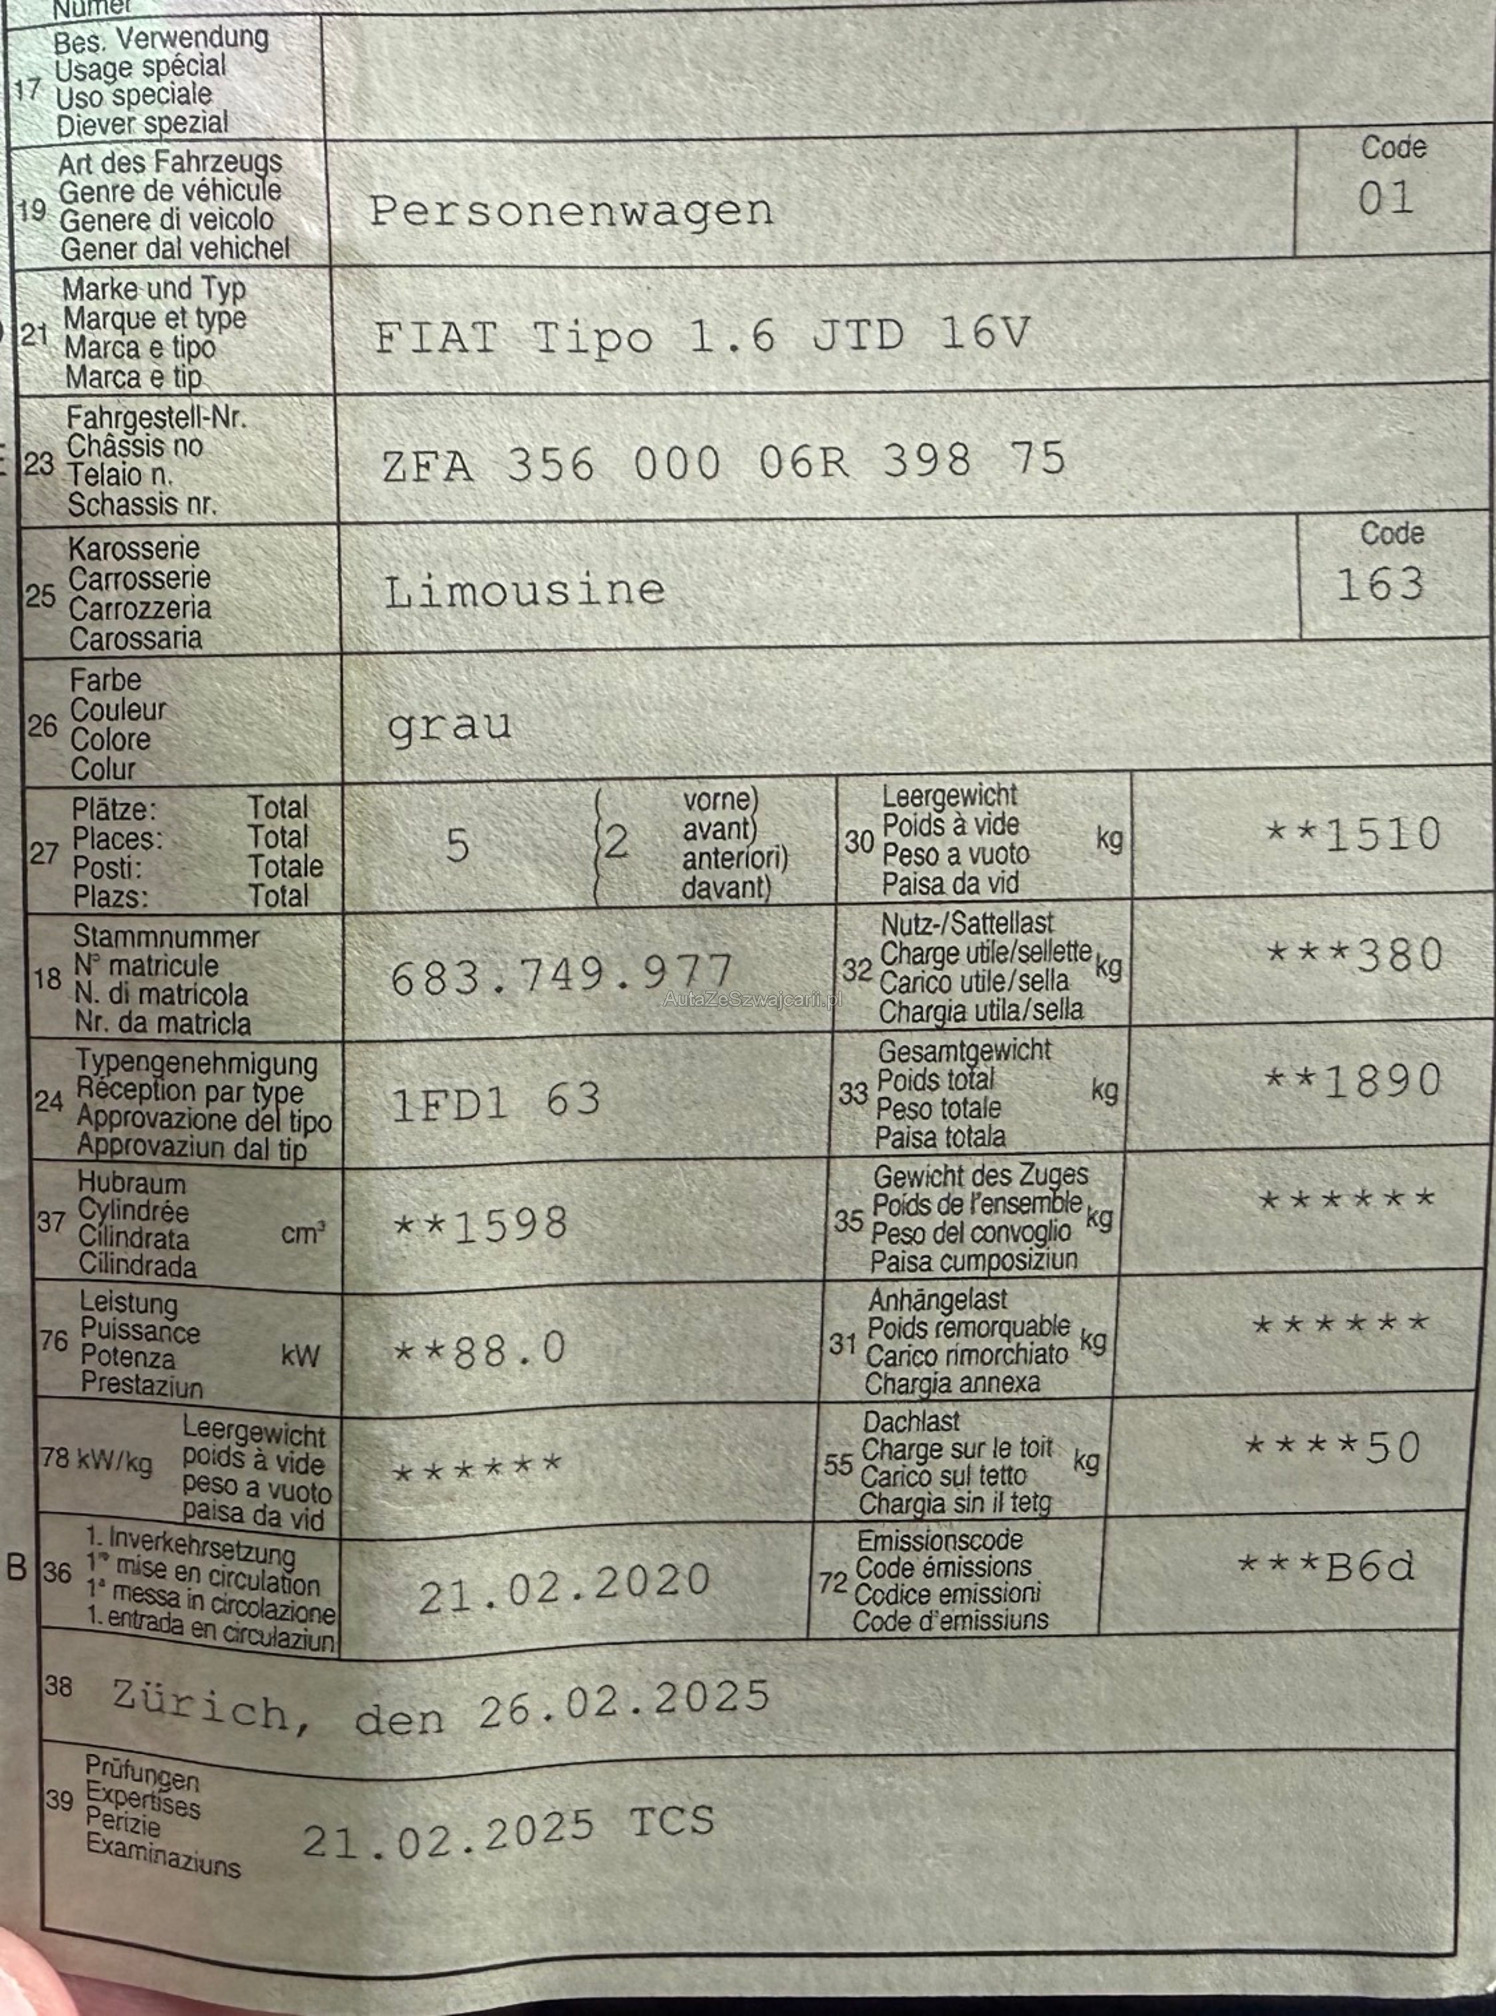 Numer
17 Bes. Verwendung
Usage spécial
Uso speciale
Diever spezial
19 Art des Fahrzeugs
Genre de véhicule
Genere di veicolo
Gener dal vehichel
Personenwagen
Code
01
21 Marke und Typ
Marque et type
Marca e tipo
Marca e tip
FIAT Tipo 1.6 JTD 16V
23 Fahrgestell-Nr.
Châssis no
Telaio n.
Schassis nr.
ZFA 356 000 06R 398 75
25 Karosserie
Carrosserie
Carrozzeria
Carossaria
Limousine
Code
163
26 Farbe
Couleur
Colore
Colur
grau
27 Plätze: Total
Places: Total
Posti: Totale
Plazs: Total
5 (2 vorne)
avant)
anteriori)
davant)
30 Leergewicht
Poids à vide
Peso a vuoto
Paisa da vid
kg
**1510
18 Stammnummer
N° matricule
N. di matricola
Nr. da matricla
683.749.977
AutaZeSzwajcarii.pl
32 Nutz-/Sattellast
Charge utile/sellette
Carico utile/sella
Chargia utila/sella
kg
***380
24 Typengenehmigung
Réception par type
Approvazione del tipo
Approvaziun dal tip
1FD1 63
33 Gesamtgewicht
Poids total
Peso totale
Paisa totala
kg
**1890
37 Hubraum
Cylindrée
Cilindrata
Cilindrada
cm³
**1598
35 Gewicht des Zuges
Poids de l'ensemble
Peso del convoglio
Paisa cumposiziun
kg
******
76 Leistung
Puissance
Potenza
Prestaziun
kW
**88.0
31 Anhängelast
Poids remorquable
Carico rimorchiato
Chargia annexa
kg
******
78 kW/kg Leergewicht
poids à vide
peso a vuoto
paisa da vid
******
55 Dachlast
Charge sur le toit
Carico sul tetto
Chargia sin il tetg
kg
****50
B 36 1. Inverkehrsetzung
1re mise en circulation
1a messa in circolazione
1. entrada en circulaziun
21.02.2020
72 Emissionscode
Code émissions
Codice emissioni
Code d'emissiuns
***B6d
38 Zürich, den 26.02.2025
39 Prüfungen
Expertises
Perizie
Examinaziuns
21.02.2025 TCS